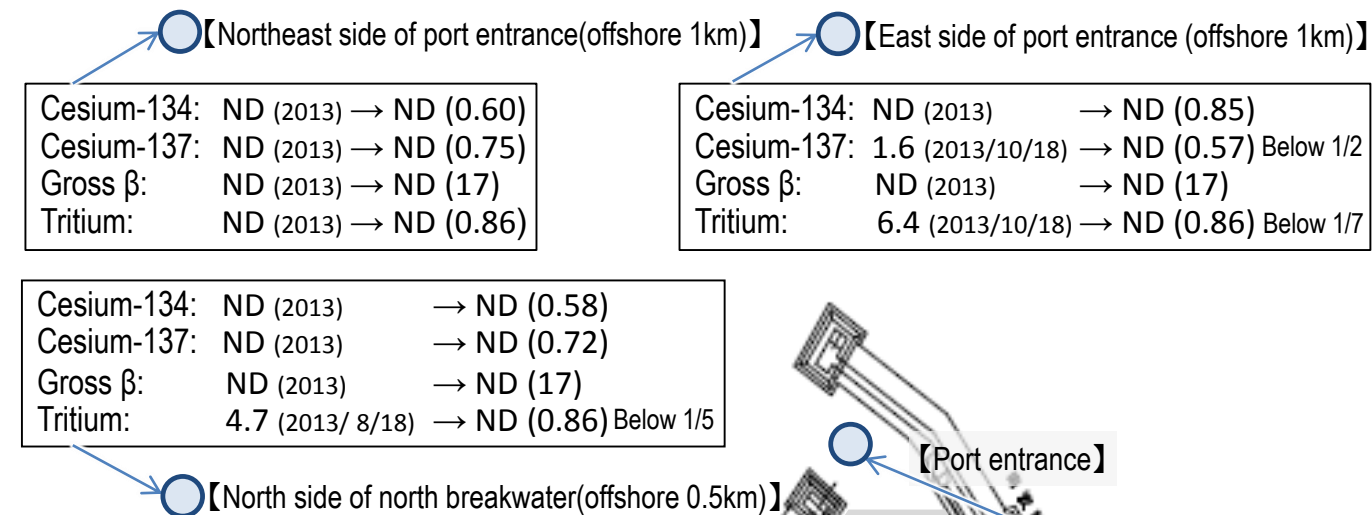 【Northeast side of port entrance(offshore 1km)】
Cesium-134: ND (2013) → ND (0.60)
Cesium-137: ND (2013) → ND (0.75)
Gross β: ND (2013) → ND (17)
Tritium: ND (2013) → ND (0.86)
【East side of port entrance (offshore 1km)】
Cesium-134: ND (2013) → ND (0.85)
Cesium-137: 1.6 (2013/10/18) → ND (0.57) Below 1/2
Gross β: ND (2013) → ND (17)
Tritium: 6.4 (2013/10/18) → ND (0.86) Below 1/7
Cesium-134: ND (2013) → ND (0.58)
Cesium-137: ND (2013) → ND (0.72)
Gross β: ND (2013) → ND (17)
Tritium: 4.7 (2013/ 8/18) → ND (0.86) Below 1/5
【Port entrance】
【North side of north breakwater(offshore 0.5km)】